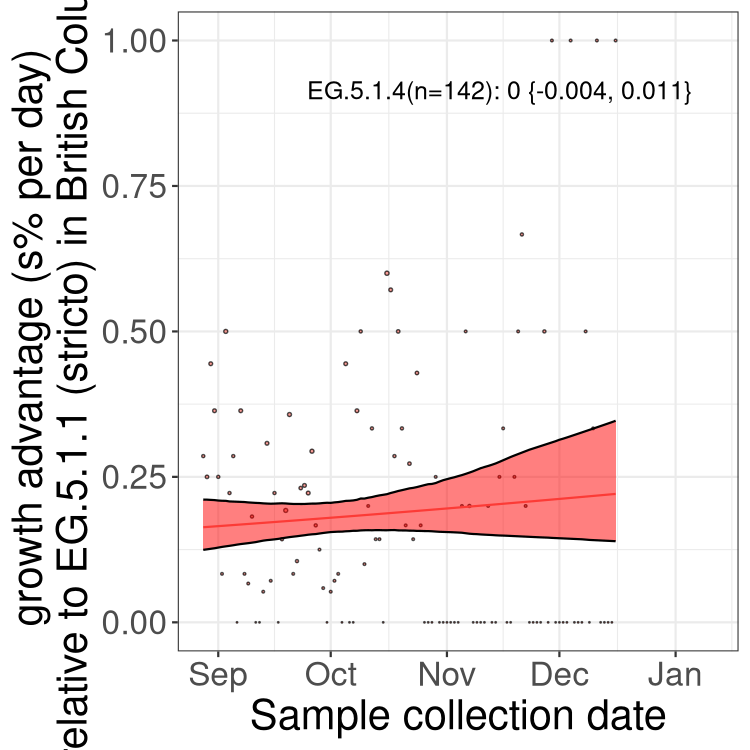 growth advantage (s% per day)
relative to EG.5.1.1 (stricto) in British
1.00
0.75
0.50
0.25
0.00
EG.5.1.4(n=142): 0 {-0.004, 0.011}
Sep Oct Nov Dec Jan
Sample collection date